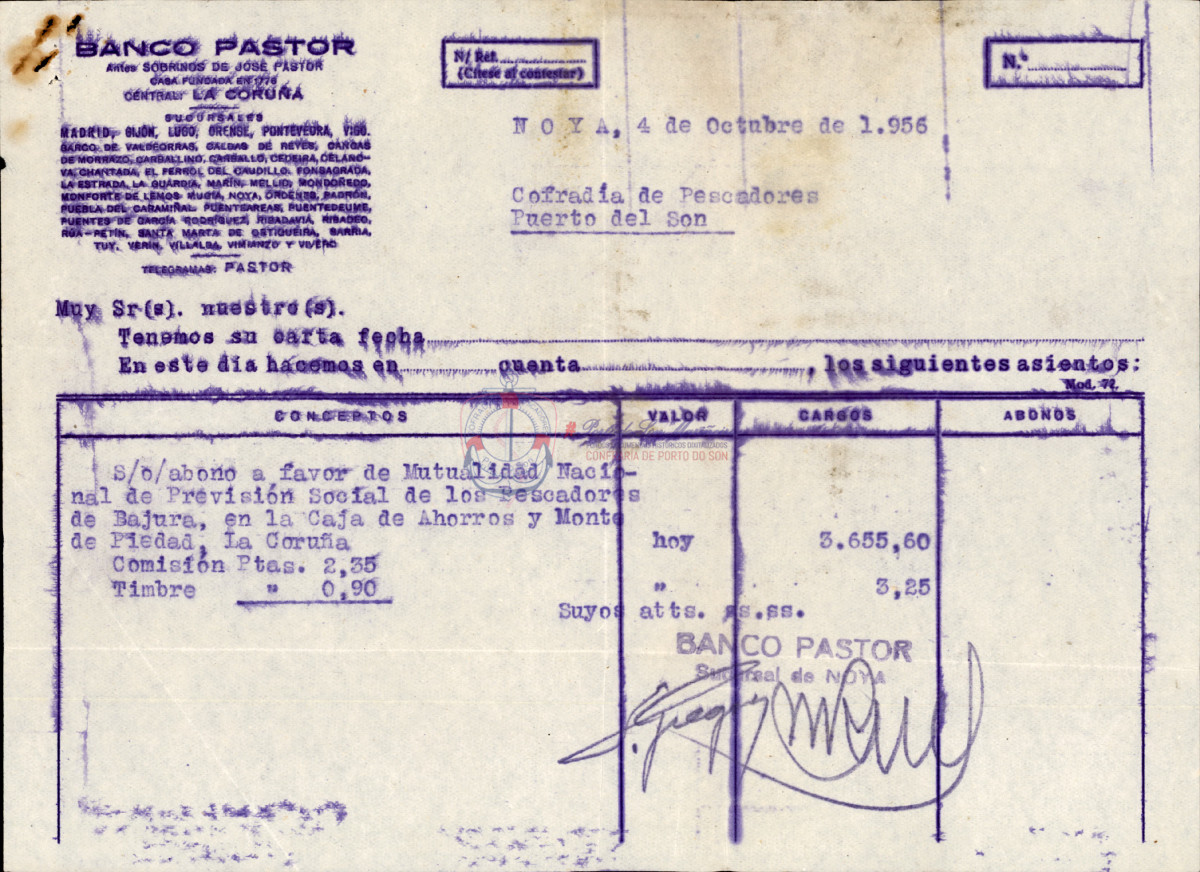 BANCO PASTOR
Antes SOBRINOS DE JOSÉ PASTOR
CASA FUNDADA EN 1776
CENTRAL: LA CORUÑA
SUCURSALES
MADRID, GIJÓN, LUGO, ORENSE, PONTEVEDRA, VIGO.
BARCO DE VALDEORRAS, CALDAS DE REYES, CANGAS
DE MORRAZO, CARBALLINO, CARBALLO, CEDEIRA, CELANO-
VA, CHANTADA, EL FERROL DEL CAUDILLO, FONSAGRADA,
LA ESTRADA, LA GUARDIA, MARÍN, MELLID, MONDOÑEDO,
MONFORTE DE LEMOS, MUGÍA, NOYA, ÓRDENES, PADRÓN,
PUEBLA DEL CARAMIÑAL, PUENTEAREAS, PUENTEDEUME,
PUENTES DE GARCÍA RODRÍGUEZ, RIBADAVIA, RIBADEO,
RÚA-PETÍN, SANTA MARTA DE ORTIGUEIRA, SARRIA,
TUY, VERÍN, VILLALBA, VIMIANZO Y VIVERO
TELEGRAMAS: PASTOR
N/ Ref.
(Cítese al contestar)
N.º
N O Y A, 4 de Octubre de 1.956
Cofradía de Pescadores
Puerto del Son
Muy Sr(s). nuestro(s).
Tenemos su carta fecha
En este día hacemos en cuenta , los siguientes asientos:
Mod. 72.
CONCEPTOS VALOR CARGOS ABONOS
S/o/abono a favor de Mutualidad Nacio-
nal de Previsión Social de los Pescadores
de Bajura, en la Caja de Ahorros y Monte
de Piedad, La Coruña hoy 3.655,60
Comisión Ptas. 2,35
Timbre " 0,90 " 3,25
Suyos atts. ss.ss.
BANCO PASTOR
Sucursal de NOYA
CONFRARÍA DE PORTO DO SON